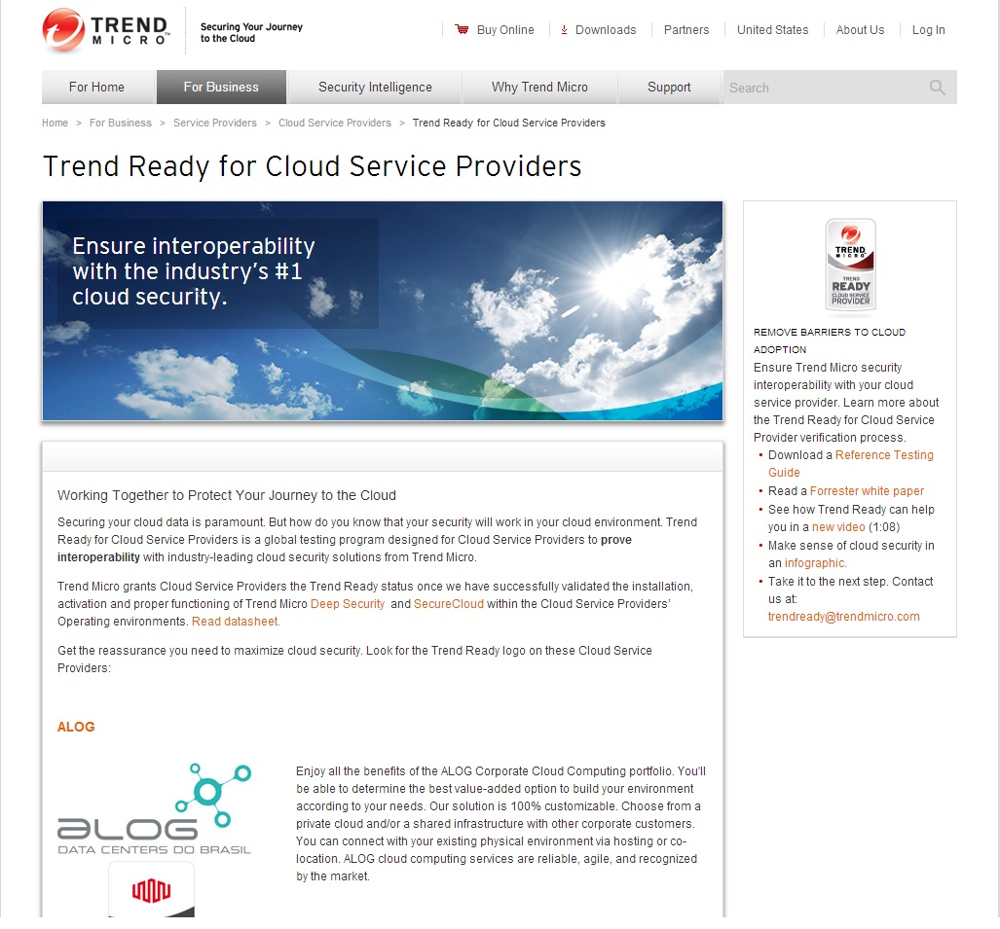 TREND
MICRO™
Securing Your Journey
to the Cloud
Buy Online
Downloads
Partners
United States
About Us
Log In
For Home
For Business
Security Intelligence
Why Trend Micro
Support
Search
Home > For Business > Service Providers > Cloud Service Providers > Trend Ready for Cloud Service Providers
Trend Ready for Cloud Service Providers
Ensure interoperability
with the industry's #1
cloud security.
Working Together to Protect Your Journey to the Cloud
Securing your cloud data is paramount. But how do you know that your security will work in your cloud environment. Trend
Ready for Cloud Service Providers is a global testing program designed for Cloud Service Providers to prove
interoperability with industry-leading cloud security solutions from Trend Micro.
Trend Micro grants Cloud Service Providers the Trend Ready status once we have successfully validated the installation,
activation and proper functioning of Trend Micro Deep Security and SecureCloud within the Cloud Service Providers'
Operating environments. Read datasheet.
Get the reassurance you need to maximize cloud security. Look for the Trend Ready logo on these Cloud Service
Providers:
ALOG
ALOG
DATA CENTERS DO BRASIL
Enjoy all the benefits of the ALOG Corporate Cloud Computing portfolio. You'll
be able to determine the best value-added option to build your environment
according to your needs. Our solution is 100% customizable. Choose from a
private cloud and/or a shared infrastructure with other corporate customers.
You can connect with your existing physical environment via hosting or co-
location. ALOG cloud computing services are reliable, agile, and recognized
by the market.
TREND
MICRO
TREND
READY
CLOUD SERVICE
PROVIDER
REMOVE BARRIERS TO CLOUD
ADOPTION
Ensure Trend Micro security
interoperability with your cloud
service provider. Learn more about
the Trend Ready for Cloud Service
Provider verification process.
• Download a Reference Testing
Guide
• Read a Forrester white paper
• See how Trend Ready can help
you in a new video (1:08)
• Make sense of cloud security in
an infographic.
• Take it to the next step. Contact
us at:
trendready@trendmicro.com